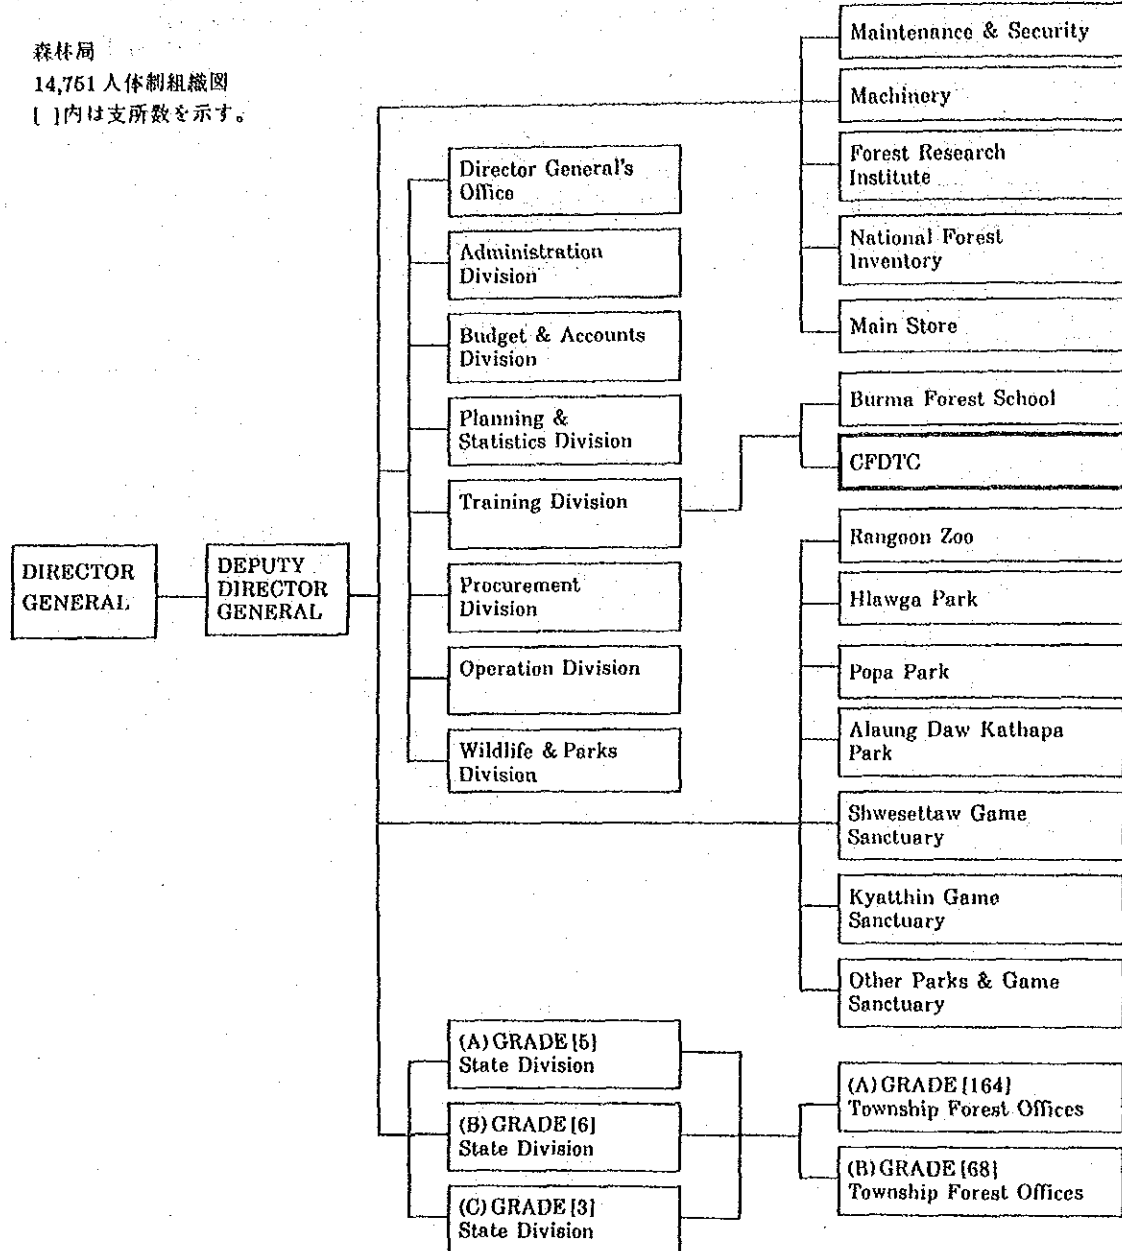 森林局
14,751 人体制組織図
[ ]内は支所数を示す。
DIRECTOR
GENERAL
DEPUTY
DIRECTOR
GENERAL
Director General's
Office
Administration
Division
Budget & Accounts
Division
Planning &
Statistics Division
Training Division
Procurement
Division
Operation Division
Wildlife & Parks
Division
(A) GRADE [5]
State Division
(B) GRADE [6]
State Division
(C) GRADE [3]
State Division
Maintenance & Security
Machinery
Forest Research
Institute
National Forest
Inventory
Main Store
Burma Forest School
CFDTC
Rangoon Zoo
Hlawga Park
Popa Park
Alaung Daw Kathapa
Park
Shwesettaw Game
Sanctuary
Kyatthin Game
Sanctuary
Other Parks & Game
Sanctuary
(A) GRADE [164]
Township Forest Offices
(B) GRADE [68]
Township Forest Offices